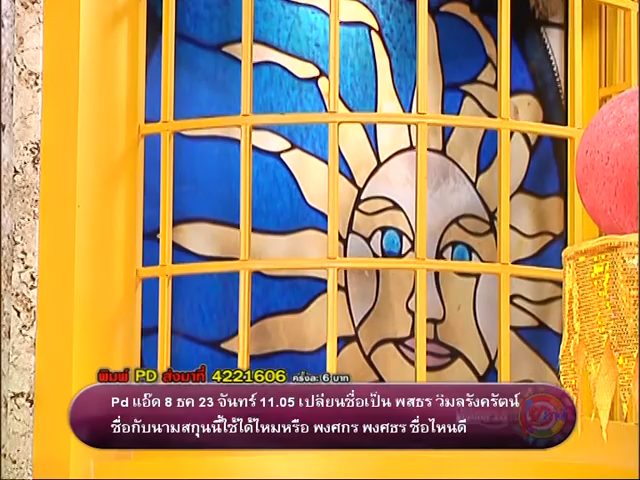 พิมพ์ PD ส่งมาที่ 4221606 ครั้งละ 6 บาท
Pd แอ๊ด 8 ธค 23 จันทร์ 11.05 เปลี่ยนชื่อเป็น พสธร วิมลรังครัตน์
ชื่อกับนามสกุนนี้ใช้ได้ไหมหรือ พงศกร พงศธร ชื่อไหนดี